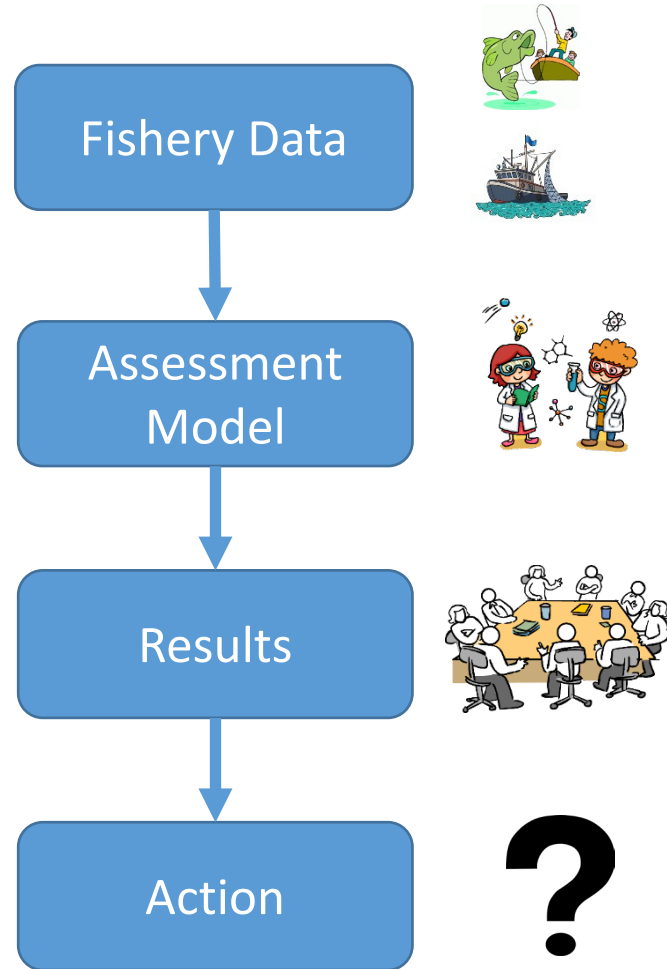 Fishery Data
Assessment
Model
Results
Action
?